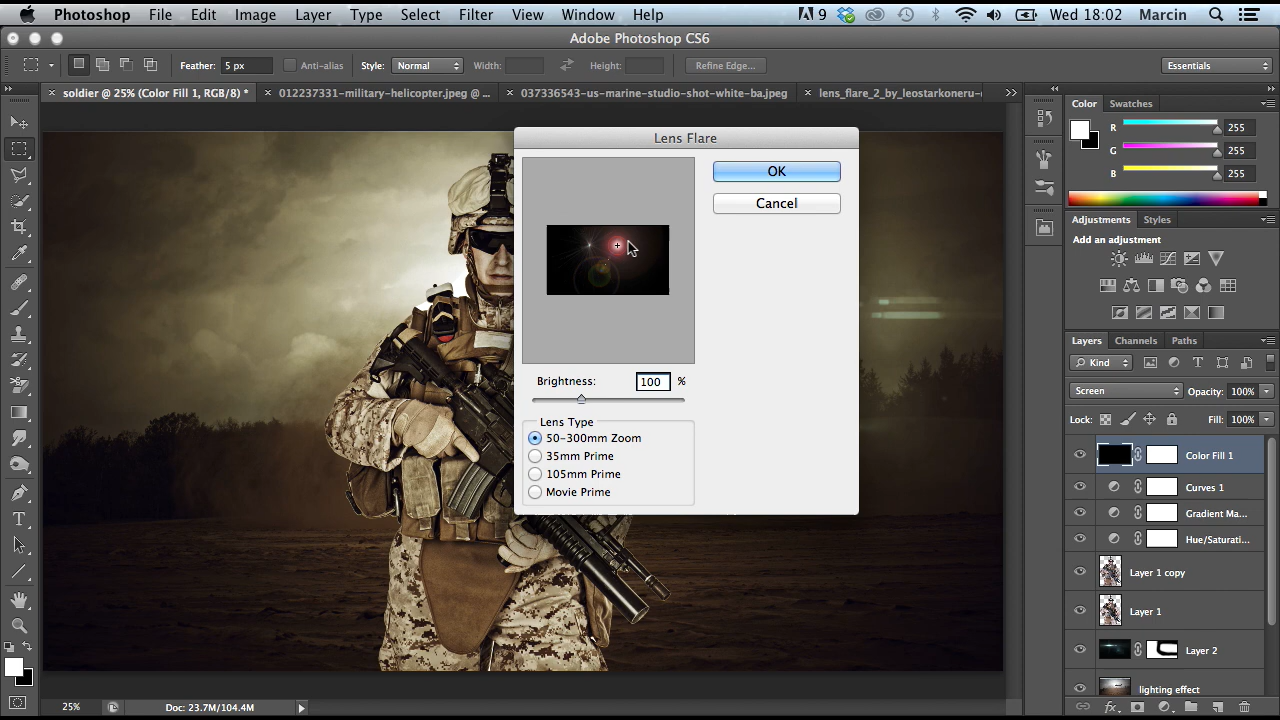 Photoshop File Edit Image Layer Type Select Filter View Window Help 9 Wed 18:02 Marcin
Adobe Photoshop CS6
Feather: 5 px Anti-alias Style: Normal Width: Height: Refine Edge... Essentials
soldier @ 25% (Color Fill 1, RGB/8) * 012237331-military-helicopter.jpeg @ ... 037336543-us-marine-studio-shot-white-ba.jpeg lens_flare_2_by_leostarkoneru-
Lens Flare
OK
Cancel
Brightness: 100 %
Lens Type
50-300mm Zoom
35mm Prime
105mm Prime
Movie Prime
Color Swatches
R 255
G 255
B 255
Adjustments Styles
Add an adjustment
Layers Channels Paths
Kind
Screen Opacity: 100%
Lock: Fill: 100%
Color Fill 1
Curves 1
Gradient Ma...
Hue/Saturati...
Layer 1 copy
Layer 1
Layer 2
lighting effect
fx
25% Doc: 23.7M/104.4M